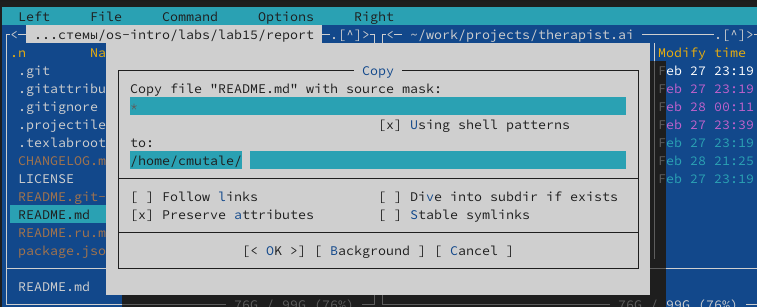 Left File Command Options Right
...стемы/os-intro/labs/lab15/report .[^]> <- ~/work/projects/therapist.ai .[^]>
.n Na Modify time
.git Feb 27 23:19
.gitattribu Feb 27 23:19
.gitignore Feb 28 00:11
.projectile Feb 27 23:39
.texlabroot Feb 27 23:19
CHANGELOG.m Feb 28 21:25
LICENSE Feb 27 23:19
README.git-
README.md
README.ru.m
package.jso
README.md
76G / 99G (76%) 76G / 99G (76%)
Copy
Copy file "README.md" with source mask:
*
[x] Using shell patterns
to:
/home/cmutale/
[ ] Follow links [ ] Dive into subdir if exists
[x] Preserve attributes [ ] Stable symlinks
[< OK >] [ Background ] [ Cancel ]